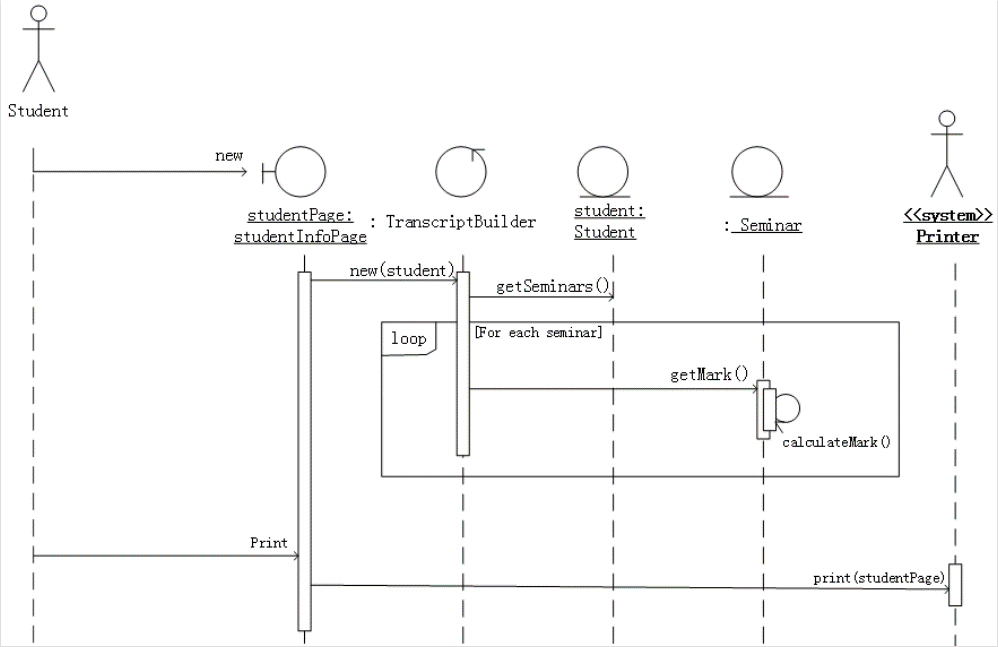 Student
new
studentPage:
studentInfoPage
: TranscriptBuilder
student:
Student
: Seminar
<<system>>
Printer
new(student)
getSeminars()
loop
[For each seminar]
getMark()
calculateMark()
Print
print(studentPage)